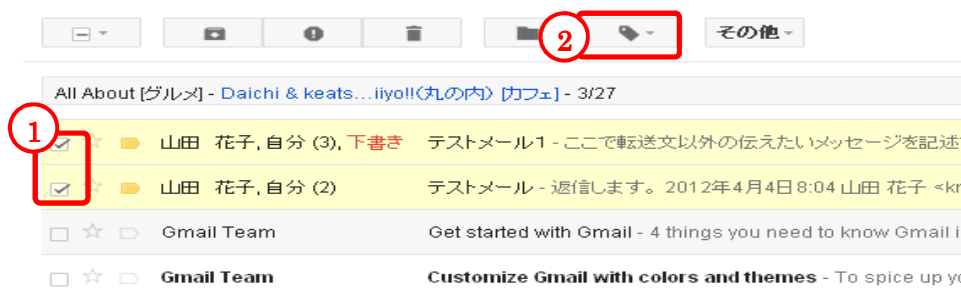 2
その他
All About [グルメ] - Daichi & keats...iiyo!!(丸の内) [カフェ] - 3/27
1
山田 花子, 自分 (3), 下書き テストメール1 - ここで転送文以外の伝えたいメッセージを記述
山田 花子, 自分 (2) テストメール - 返信します。 2012年4月4日8:04 山田 花子 <kr
Gmail Team Get started with Gmail - 4 things you need to know Gmail i
Gmail Team Customize Gmail with colors and themes - To spice up yo